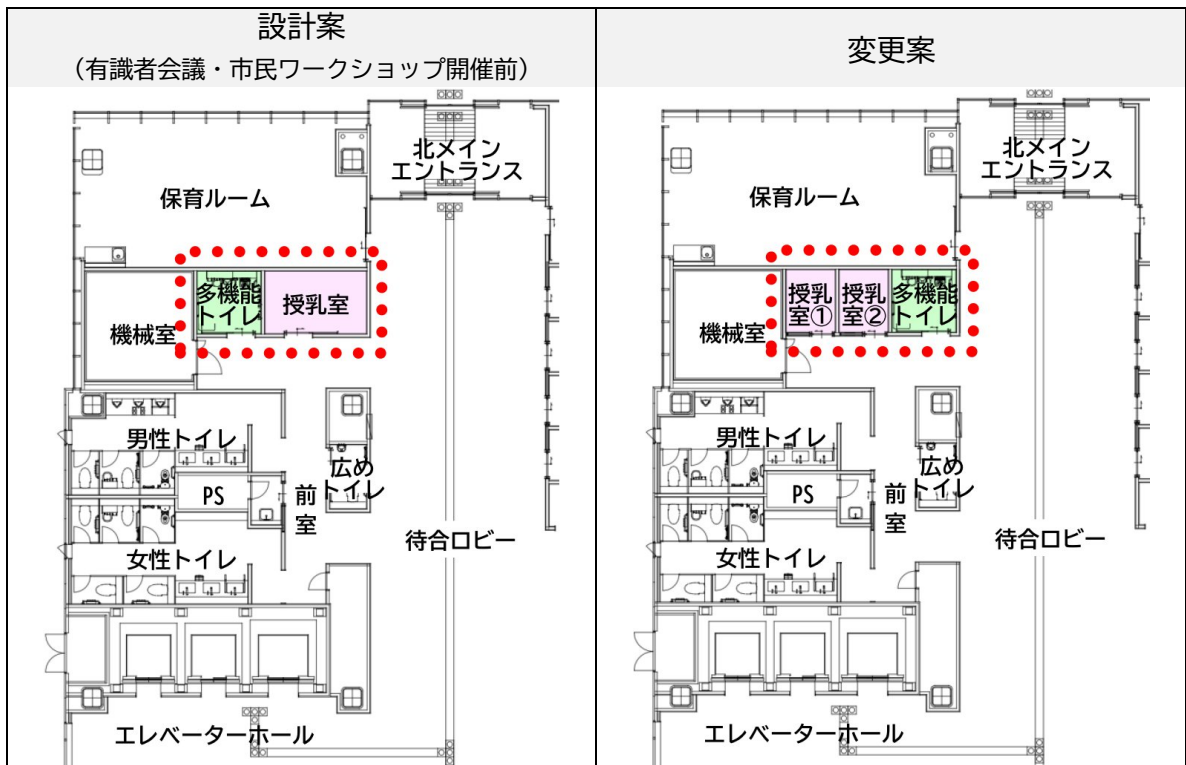 設計案
（有識者会議・市民ワークショップ開催前）
北メイン
エントランス
保育ルーム
多機能
トイレ
授乳室
機械室
男性トイレ
広め
トイレ
PS
前
室
女性トイレ
待合ロビー
エレベーターホール
変更案
北メイン
エントランス
保育ルーム
授乳
室①
授乳
室②
多機能
トイレ
機械室
男性トイレ
広め
トイレ
PS
前
室
女性トイレ
待合ロビー
エレベーターホール